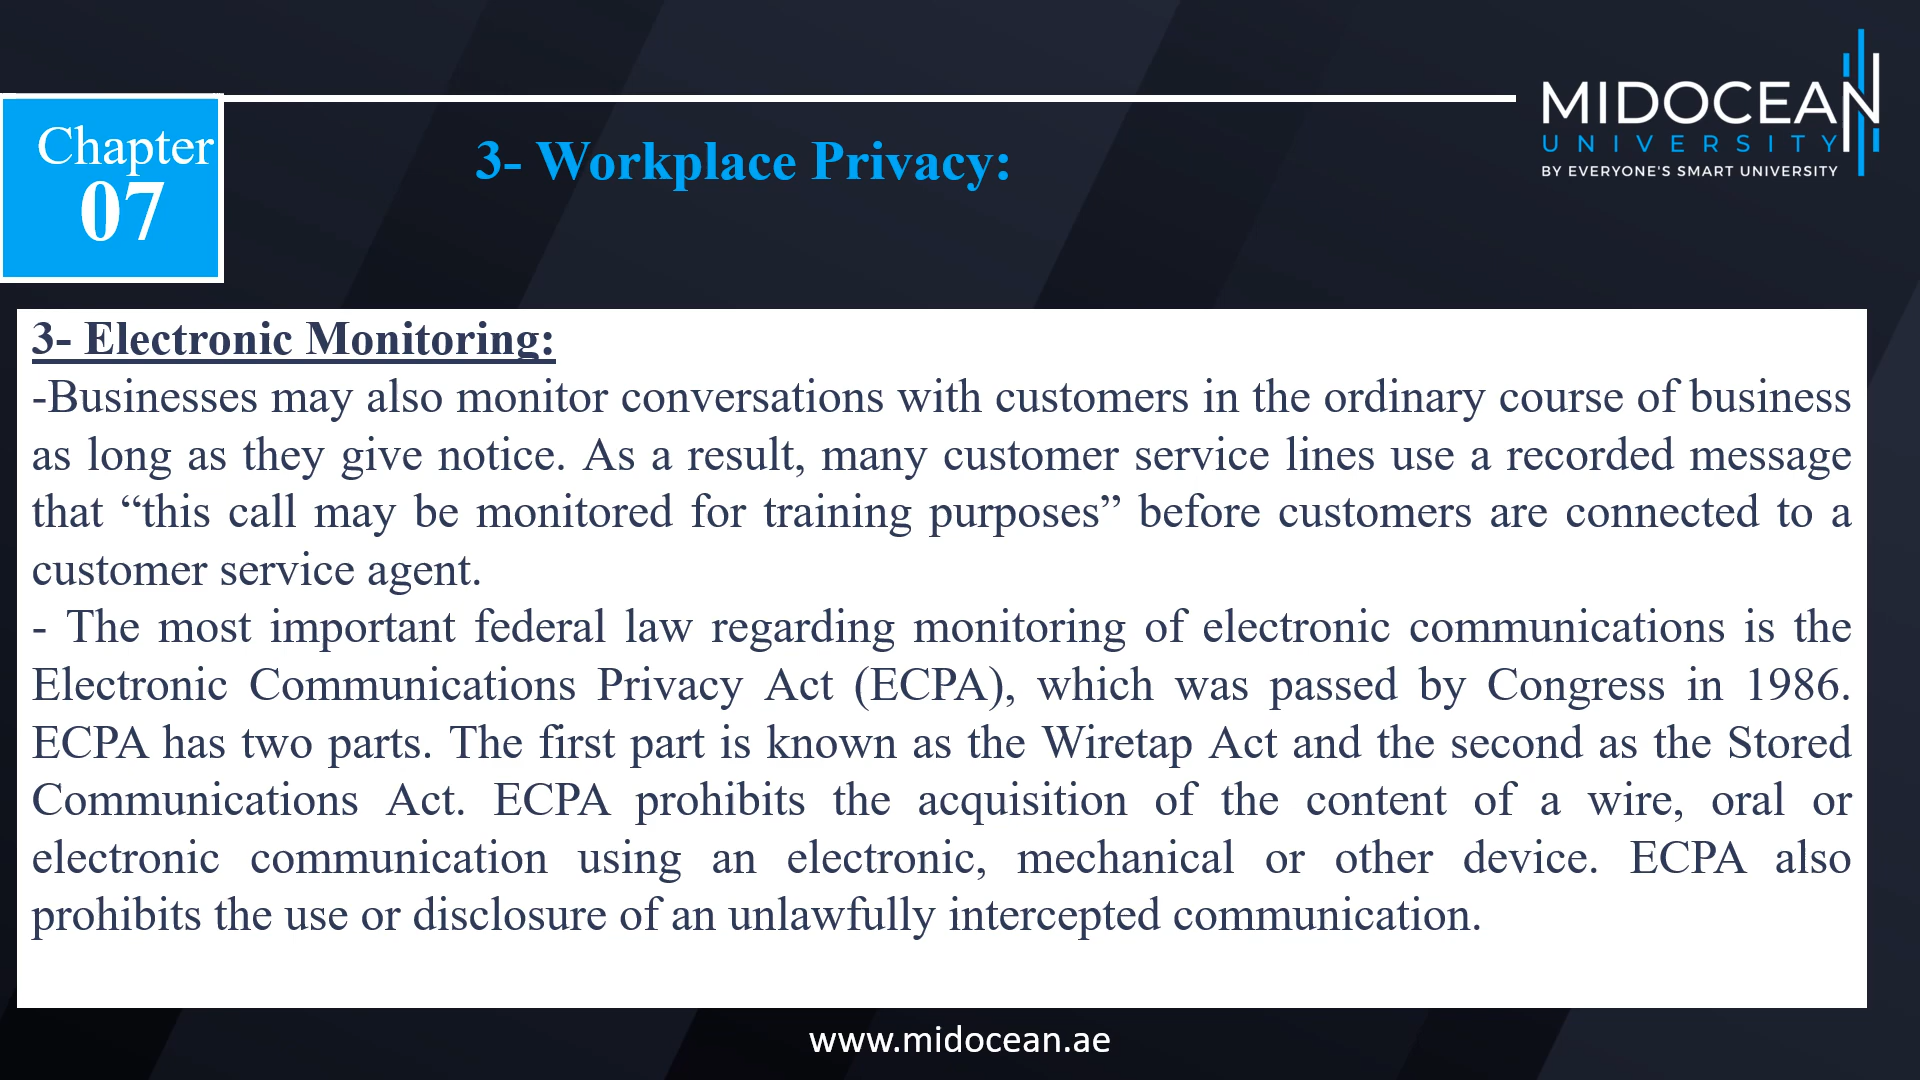 MIDOCEAN
UNIVERSITY
BY EVERYONE'S SMART UNIVERSITY
Chapter
07
3- Workplace Privacy:
3- Electronic Monitoring:
-Businesses may also monitor conversations with customers in the ordinary course of business
as long as they give notice. As a result, many customer service lines use a recorded message
that “this call may be monitored for training purposes” before customers are connected to a
customer service agent.
- The most important federal law regarding monitoring of electronic communications is the
Electronic Communications Privacy Act (ECPA), which was passed by Congress in 1986.
ECPA has two parts. The first part is known as the Wiretap Act and the second as the Stored
Communications Act. ECPA prohibits the acquisition of the content of a wire, oral or
electronic communication using an electronic, mechanical or other device. ECPA also
prohibits the use or disclosure of an unlawfully intercepted communication.
www.midocean.ae